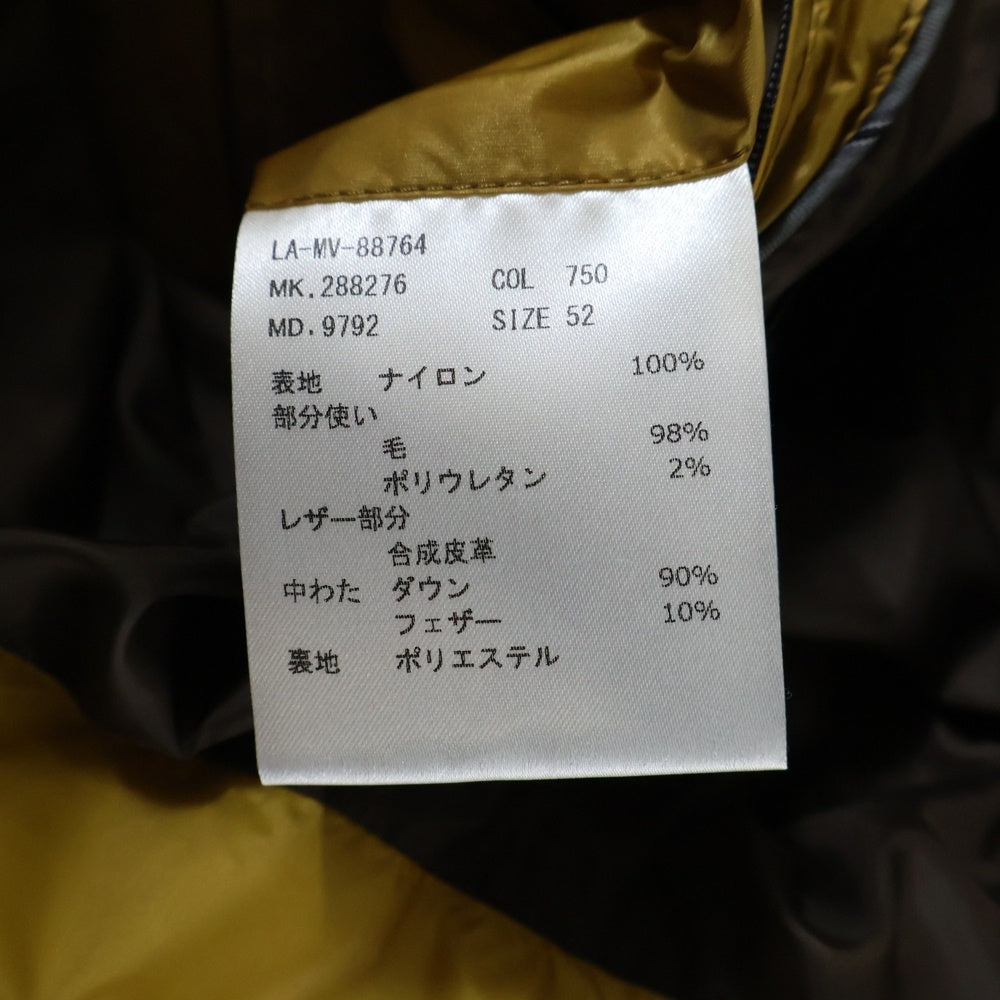 LA-MV-88764
MK.288276 COL 750
MD.9792 SIZE 52
表地 ナイロン 100%
部分使い
毛 98%
ポリウレタン 2%
レザー部分
合成皮革
中わた ダウン 90%
フェザー 10%
裏地 ポリエステル